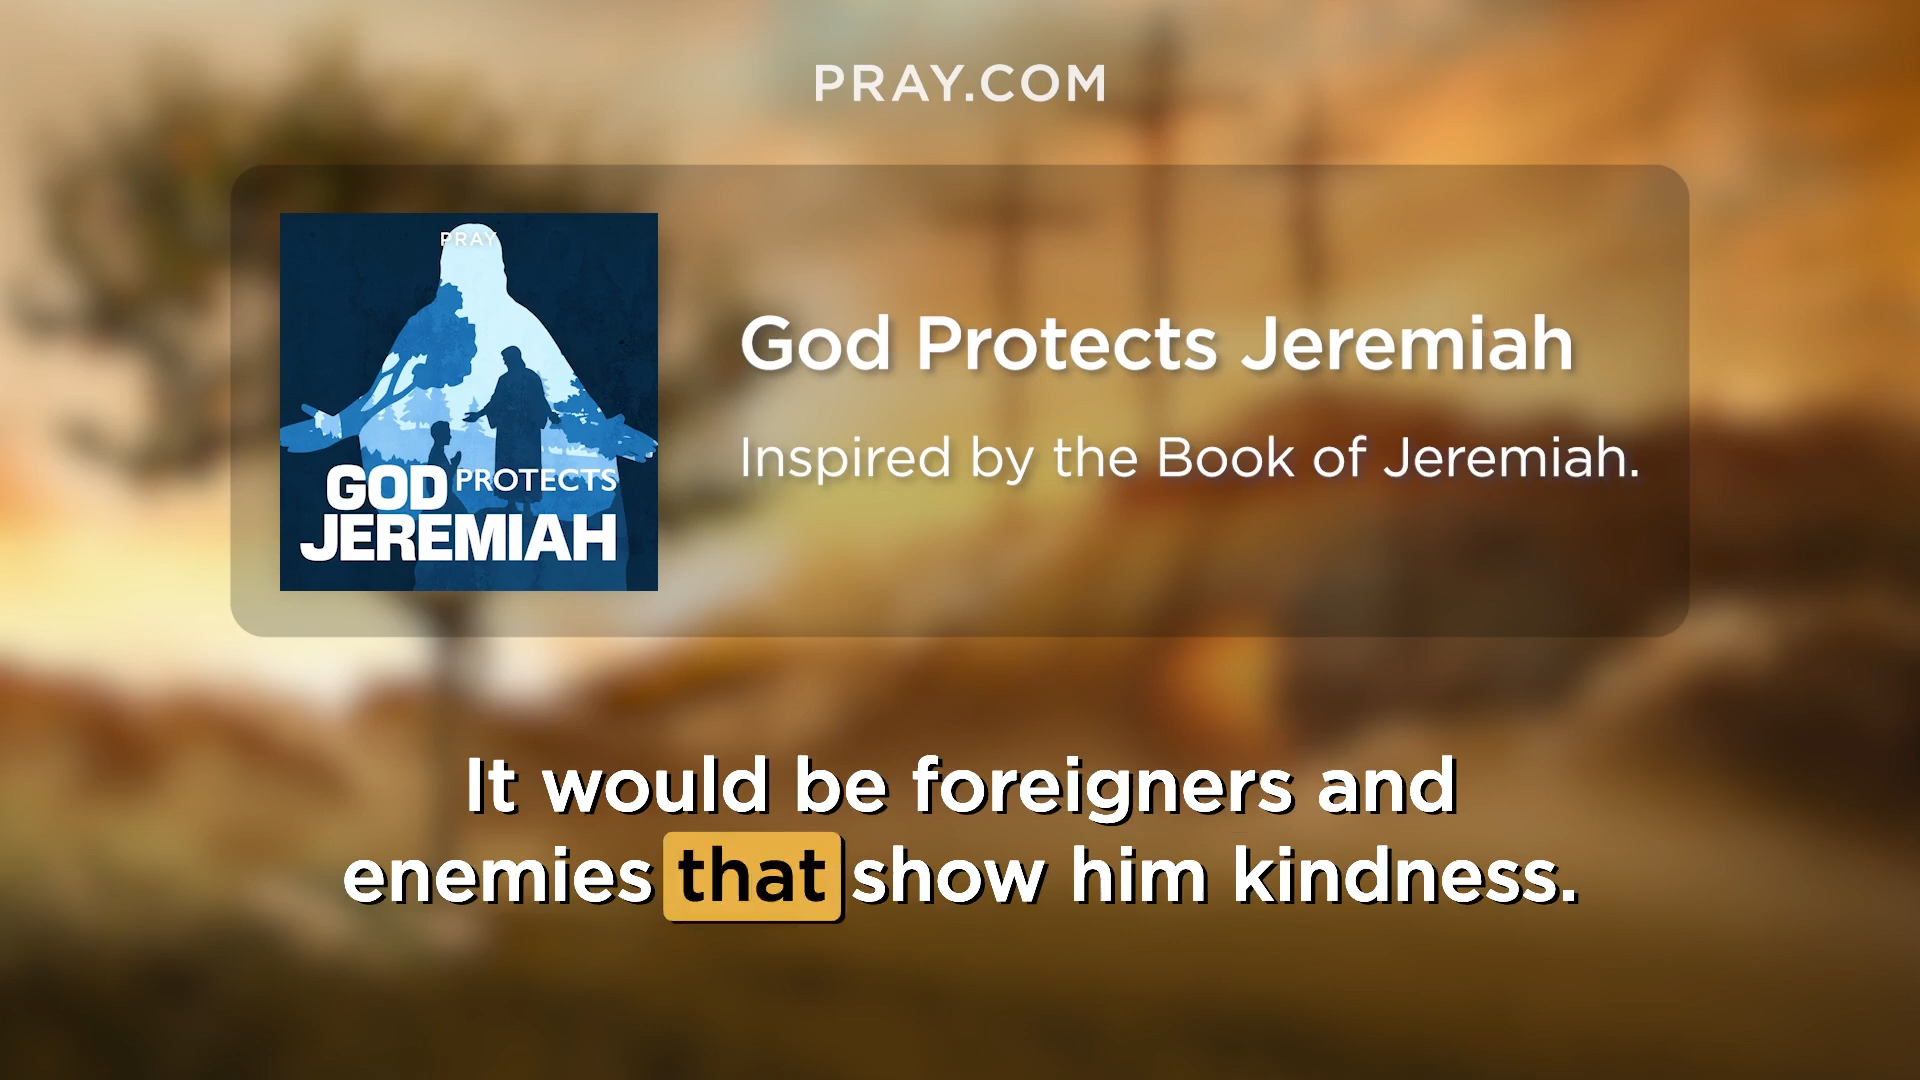 PRAY.COM
PRAY
GOD PROTECTS
JEREMIAH
God Protects Jeremiah
Inspired by the Book of Jeremiah.
It would be foreigners and
enemies that show him kindness.